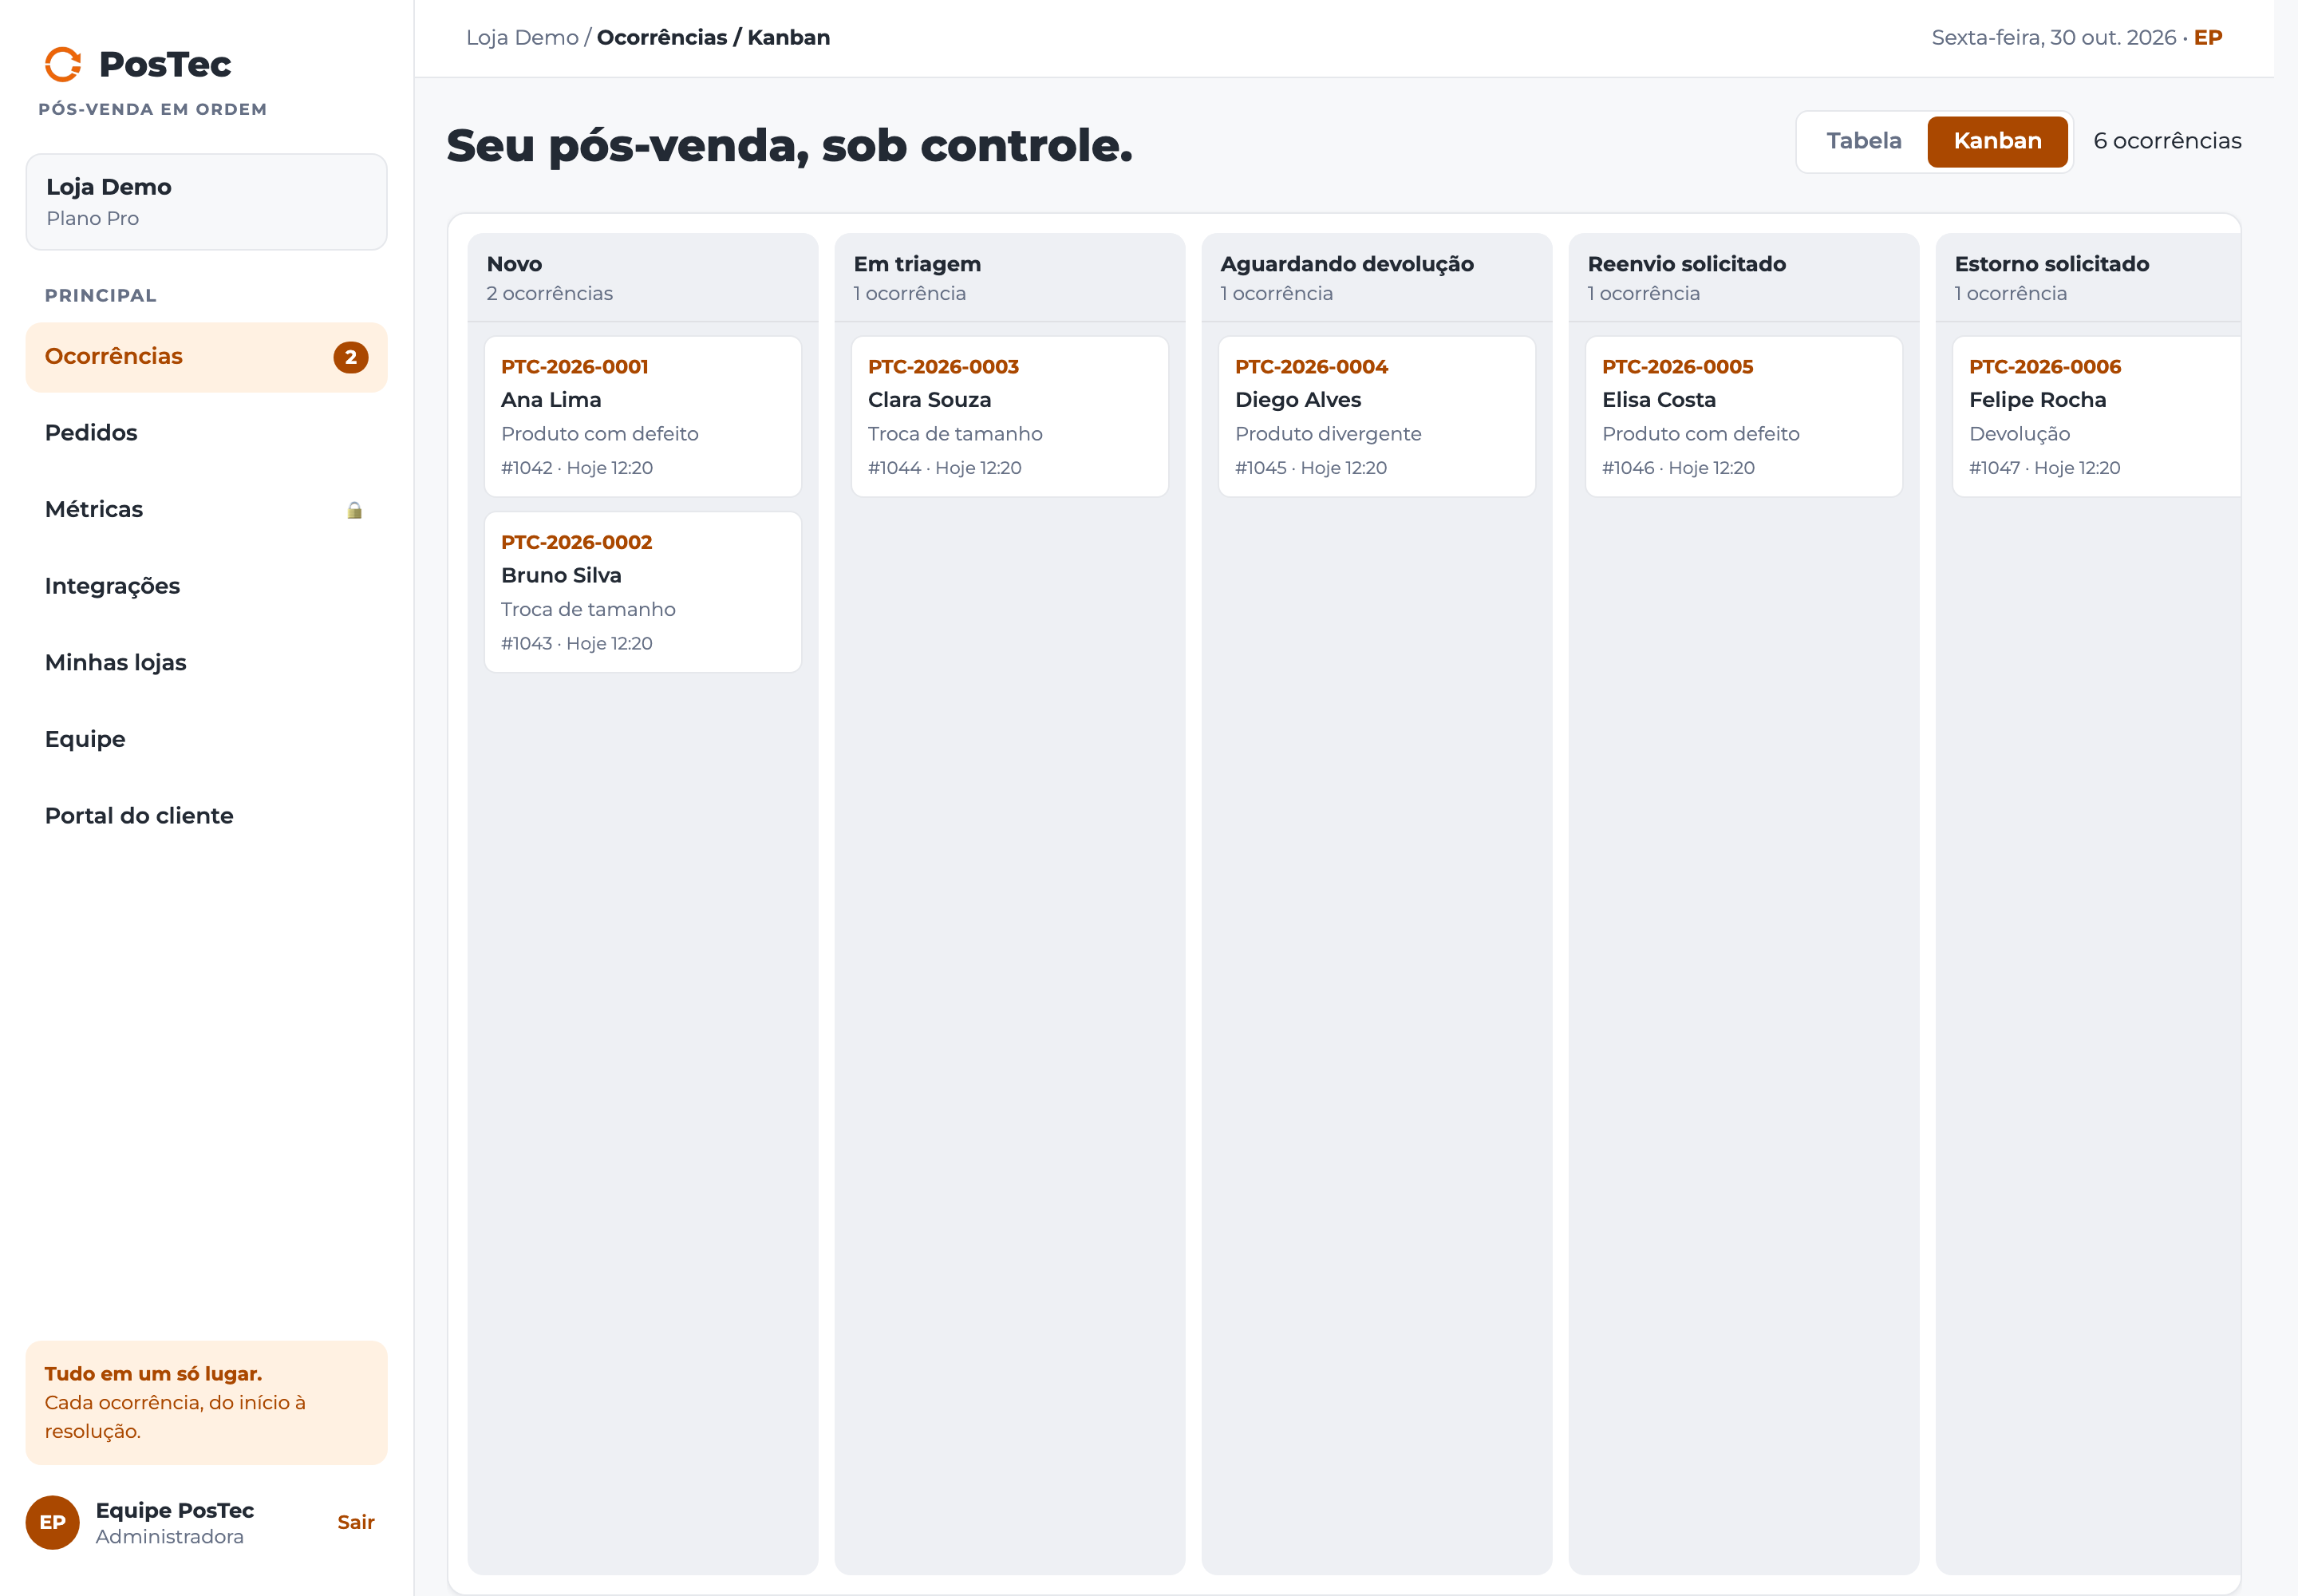 PosTec
PÓS-VENDA EM ORDEM
Loja Demo
Plano Pro
PRINCIPAL
Ocorrências 2
Pedidos
Métricas
Integrações
Minhas lojas
Equipe
Portal do cliente
Tudo em um só lugar.
Cada ocorrência, do início à
resolução.
EP
Equipe PosTec
Administradora
Sair
Loja Demo / Ocorrências / Kanban
Sexta-feira, 30 out. 2026 · EP
Seu pós-venda, sob controle.
Tabela
Kanban
6 ocorrências
Novo
2 ocorrências
PTC-2026-0001
Ana Lima
Produto com defeito
#1042 · Hoje 12:20
PTC-2026-0002
Bruno Silva
Troca de tamanho
#1043 · Hoje 12:20
Em triagem
1 ocorrência
PTC-2026-0003
Clara Souza
Troca de tamanho
#1044 · Hoje 12:20
Aguardando devolução
1 ocorrência
PTC-2026-0004
Diego Alves
Produto divergente
#1045 · Hoje 12:20
Reenvio solicitado
1 ocorrência
PTC-2026-0005
Elisa Costa
Produto com defeito
#1046 · Hoje 12:20
Estorno solicitado
1 ocorrência
PTC-2026-0006
Felipe Rocha
Devolução
#1047 · Hoje 12:20